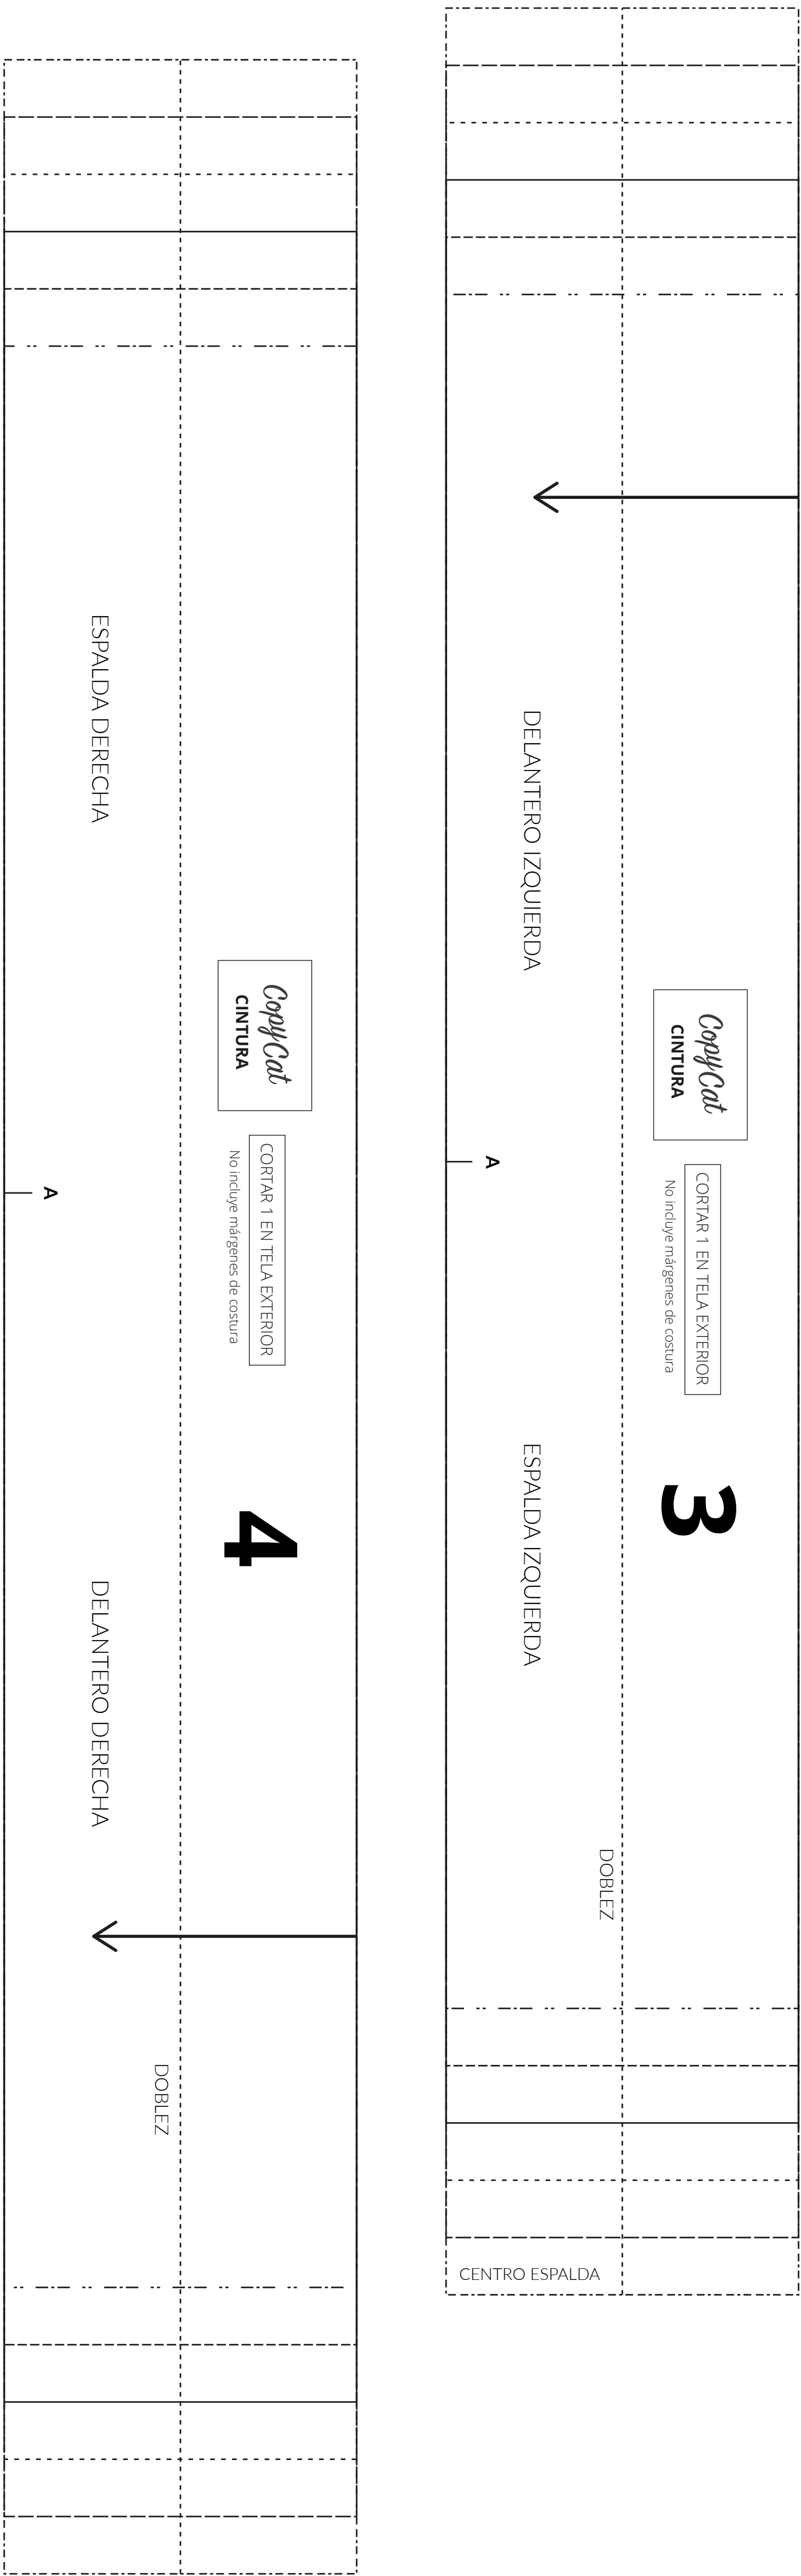 ESPALDA DERECHA
CopyCat
CINTURA
CORTAR 1 EN TELA EXTERIOR
No incluye márgenes de costura
A
4
DELANTERO DERECHA
DOBLEZ
DELANTERO IZQUIERDA
CopyCat
CINTURA
CORTAR 1 EN TELA EXTERIOR
No incluye márgenes de costura
A
3
ESPALDA IZQUIERDA
DOBLEZ
CENTRO ESPALDA